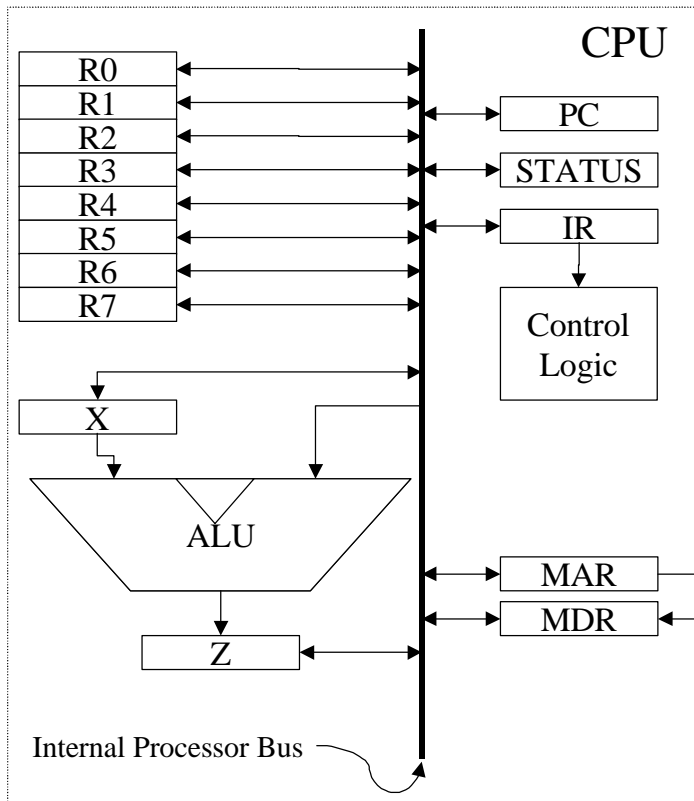 CPU
R0
R1
R2
R3
R4
R5
R6
R7
PC
STATUS
IR
Control
Logic
X
ALU
Z
MAR
MDR
Internal Processor Bus